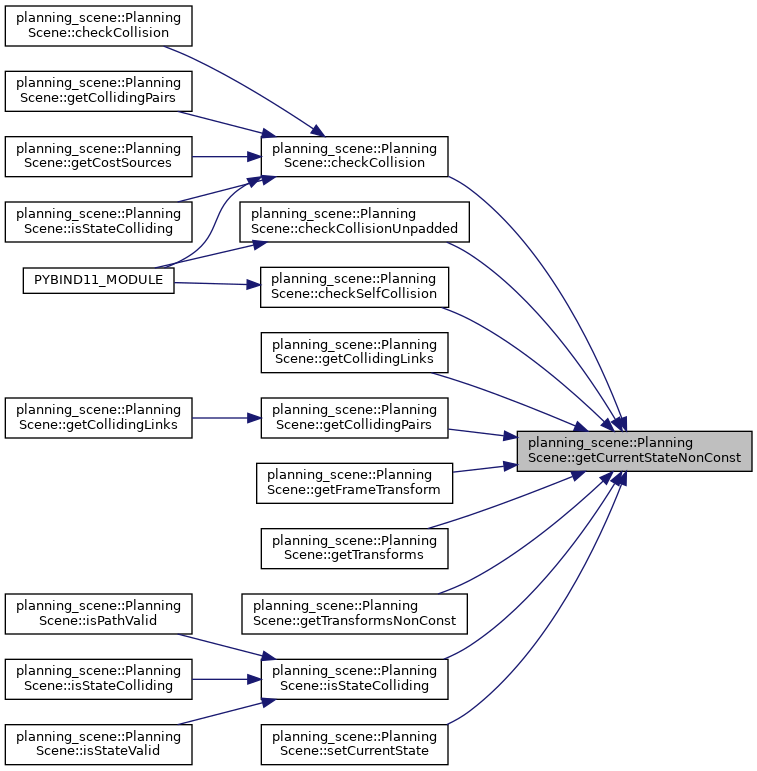 planning_scene::Planning
Scene::checkCollision
planning_scene::Planning
Scene::getCollidingPairs
planning_scene::Planning
Scene::getCostSources
planning_scene::Planning
Scene::isStateColliding
PYBIND11_MODULE
planning_scene::Planning
Scene::getCollidingLinks
planning_scene::Planning
Scene::isPathValid
planning_scene::Planning
Scene::isStateColliding
planning_scene::Planning
Scene::isStateValid
planning_scene::Planning
Scene::checkCollision
planning_scene::Planning
Scene::checkCollisionUnpadded
planning_scene::Planning
Scene::checkSelfCollision
planning_scene::Planning
Scene::getCollidingLinks
planning_scene::Planning
Scene::getCollidingPairs
planning_scene::Planning
Scene::getFrameTransform
planning_scene::Planning
Scene::getTransforms
planning_scene::Planning
Scene::getTransformsNonConst
planning_scene::Planning
Scene::isStateColliding
planning_scene::Planning
Scene::setCurrentState
planning_scene::Planning
Scene::getCurrentStateNonConst